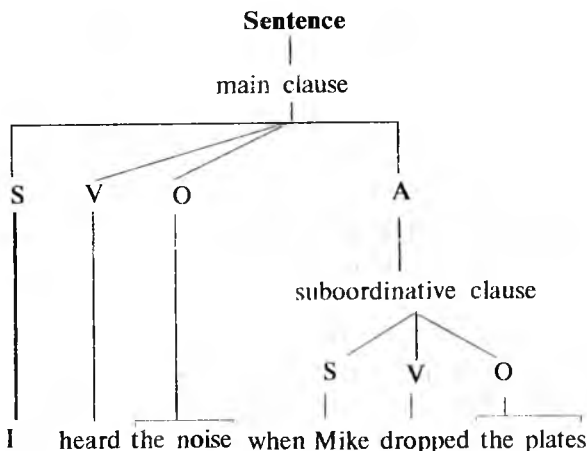 Sentence
main clause
S V O A
suboordinative clause
S V O
I heard the noise when Mike dropped the plates